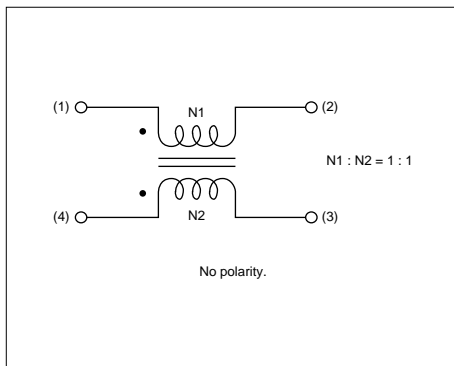 (1)
N1
(2)
N1 : N2 = 1 : 1
(4)
N2
(3)
No polarity.